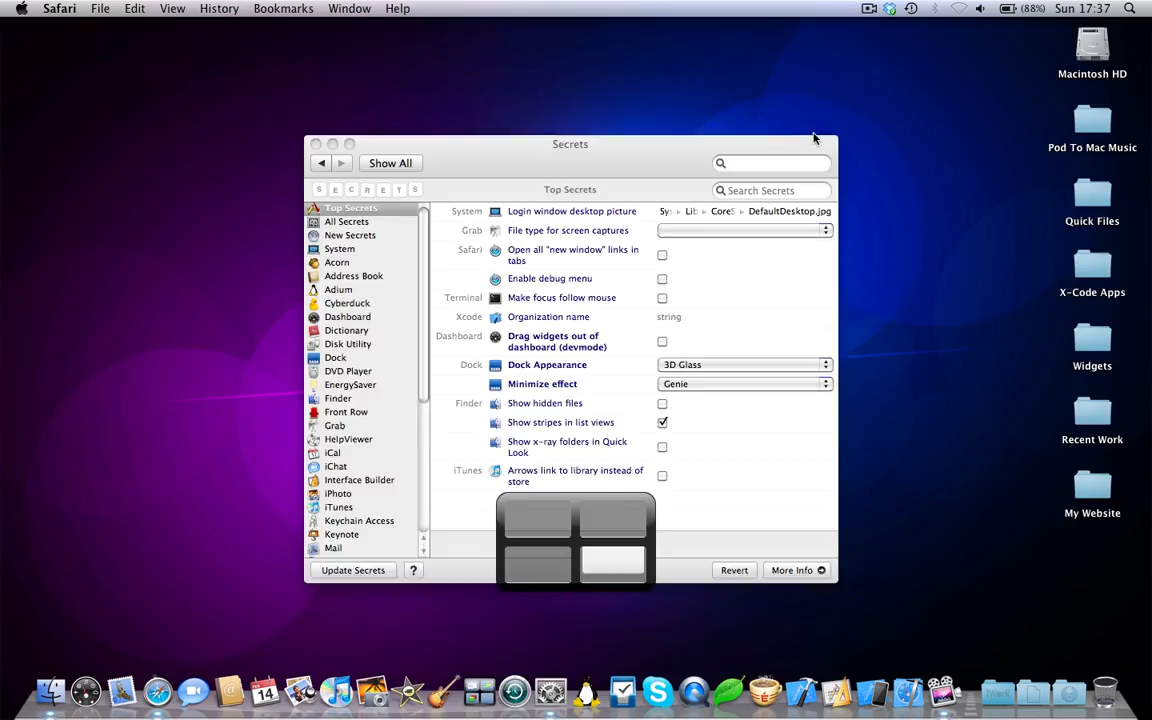 Safari File Edit View History Bookmarks Window Help (88%) Sun 17:37
Macintosh HD
Pod To Mac Music
Quick Files
X-Code Apps
Widgets
Recent Work
My Website
Secrets
Show All
S E C R E T S Top Secrets Search Secrets
Top Secrets
All Secrets
New Secrets
System
Acorn
Address Book
Adium
Cyberduck
Dashboard
Dictionary
Disk Utility
Dock
DVD Player
EnergySaver
Finder
Front Row
Grab
HelpViewer
iCal
iChat
Interface Builder
iPhoto
iTunes
Keychain Access
Keynote
Mail
System Login window desktop picture Sys Lib CoreS DefaultDesktop.jpg
Grab File type for screen captures
Safari Open all "new window" links in
tabs
Enable debug menu
Terminal Make focus follow mouse
Xcode Organization name string
Dashboard Drag widgets out of
dashboard (devmode)
Dock Dock Appearance 3D Glass
Minimize effect Genie
Finder Show hidden files
Show stripes in list views
Show x-ray folders in Quick
Look
iTunes Arrows link to library instead of
store
Update Secrets ? Revert More Info
14
iWork